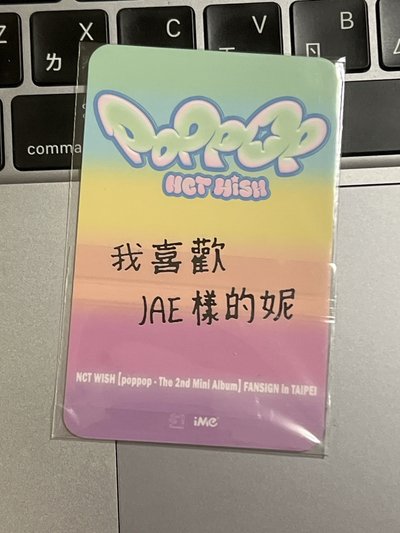 Z
X
C
V
B
ㄌ
comma
POPPOP
NCT WISH
我喜歡
JAE樣的妮
NCT WISH [poppop - The 2nd Mini Album] FANSIGN in TAIPEI
iMe